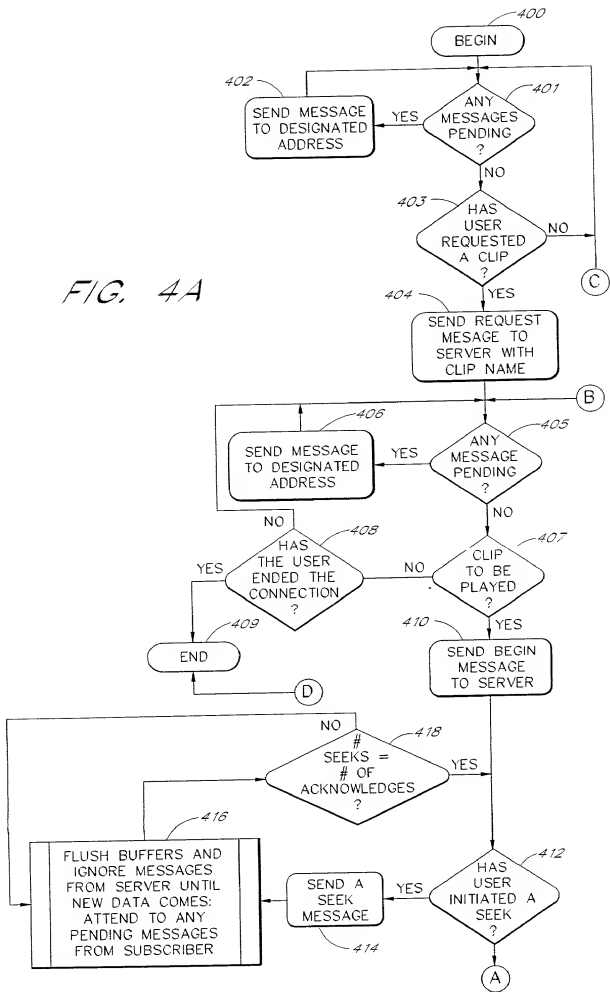 400
BEGIN
402
SEND MESSAGE
TO DESIGNATED
ADDRESS
YES
ANY
MESSAGES
PENDING
?
401
NO
403
HAS
USER
REQUESTED
A CLIP
?
NO
C
YES
FIG. 4A
404
SEND REQUEST
MESAGE TO
SERVER WITH
CLIP NAME
B
406
SEND MESSAGE
TO DESIGNATED
ADDRESS
YES
ANY
MESSAGE
PENDING
?
405
NO
NO
408
HAS
THE USER
ENDED THE
CONNECTION
?
YES
NO
CLIP
TO BE
PLAYED
?
407
YES
409
END
410
SEND BEGIN
MESSAGE
TO SERVER
D
NO
#
SEEKS =
# OF
ACKNOWLEDGES
?
418
YES
416
FLUSH BUFFERS AND
IGNORE MESSAGES
FROM SERVER UNTIL
NEW DATA COMES:
ATTEND TO ANY
PENDING MESSAGES
FROM SUBSCRIBER
SEND A
SEEK
MESSAGE
414
YES
HAS
USER
INITIATED A
SEEK
?
412
A